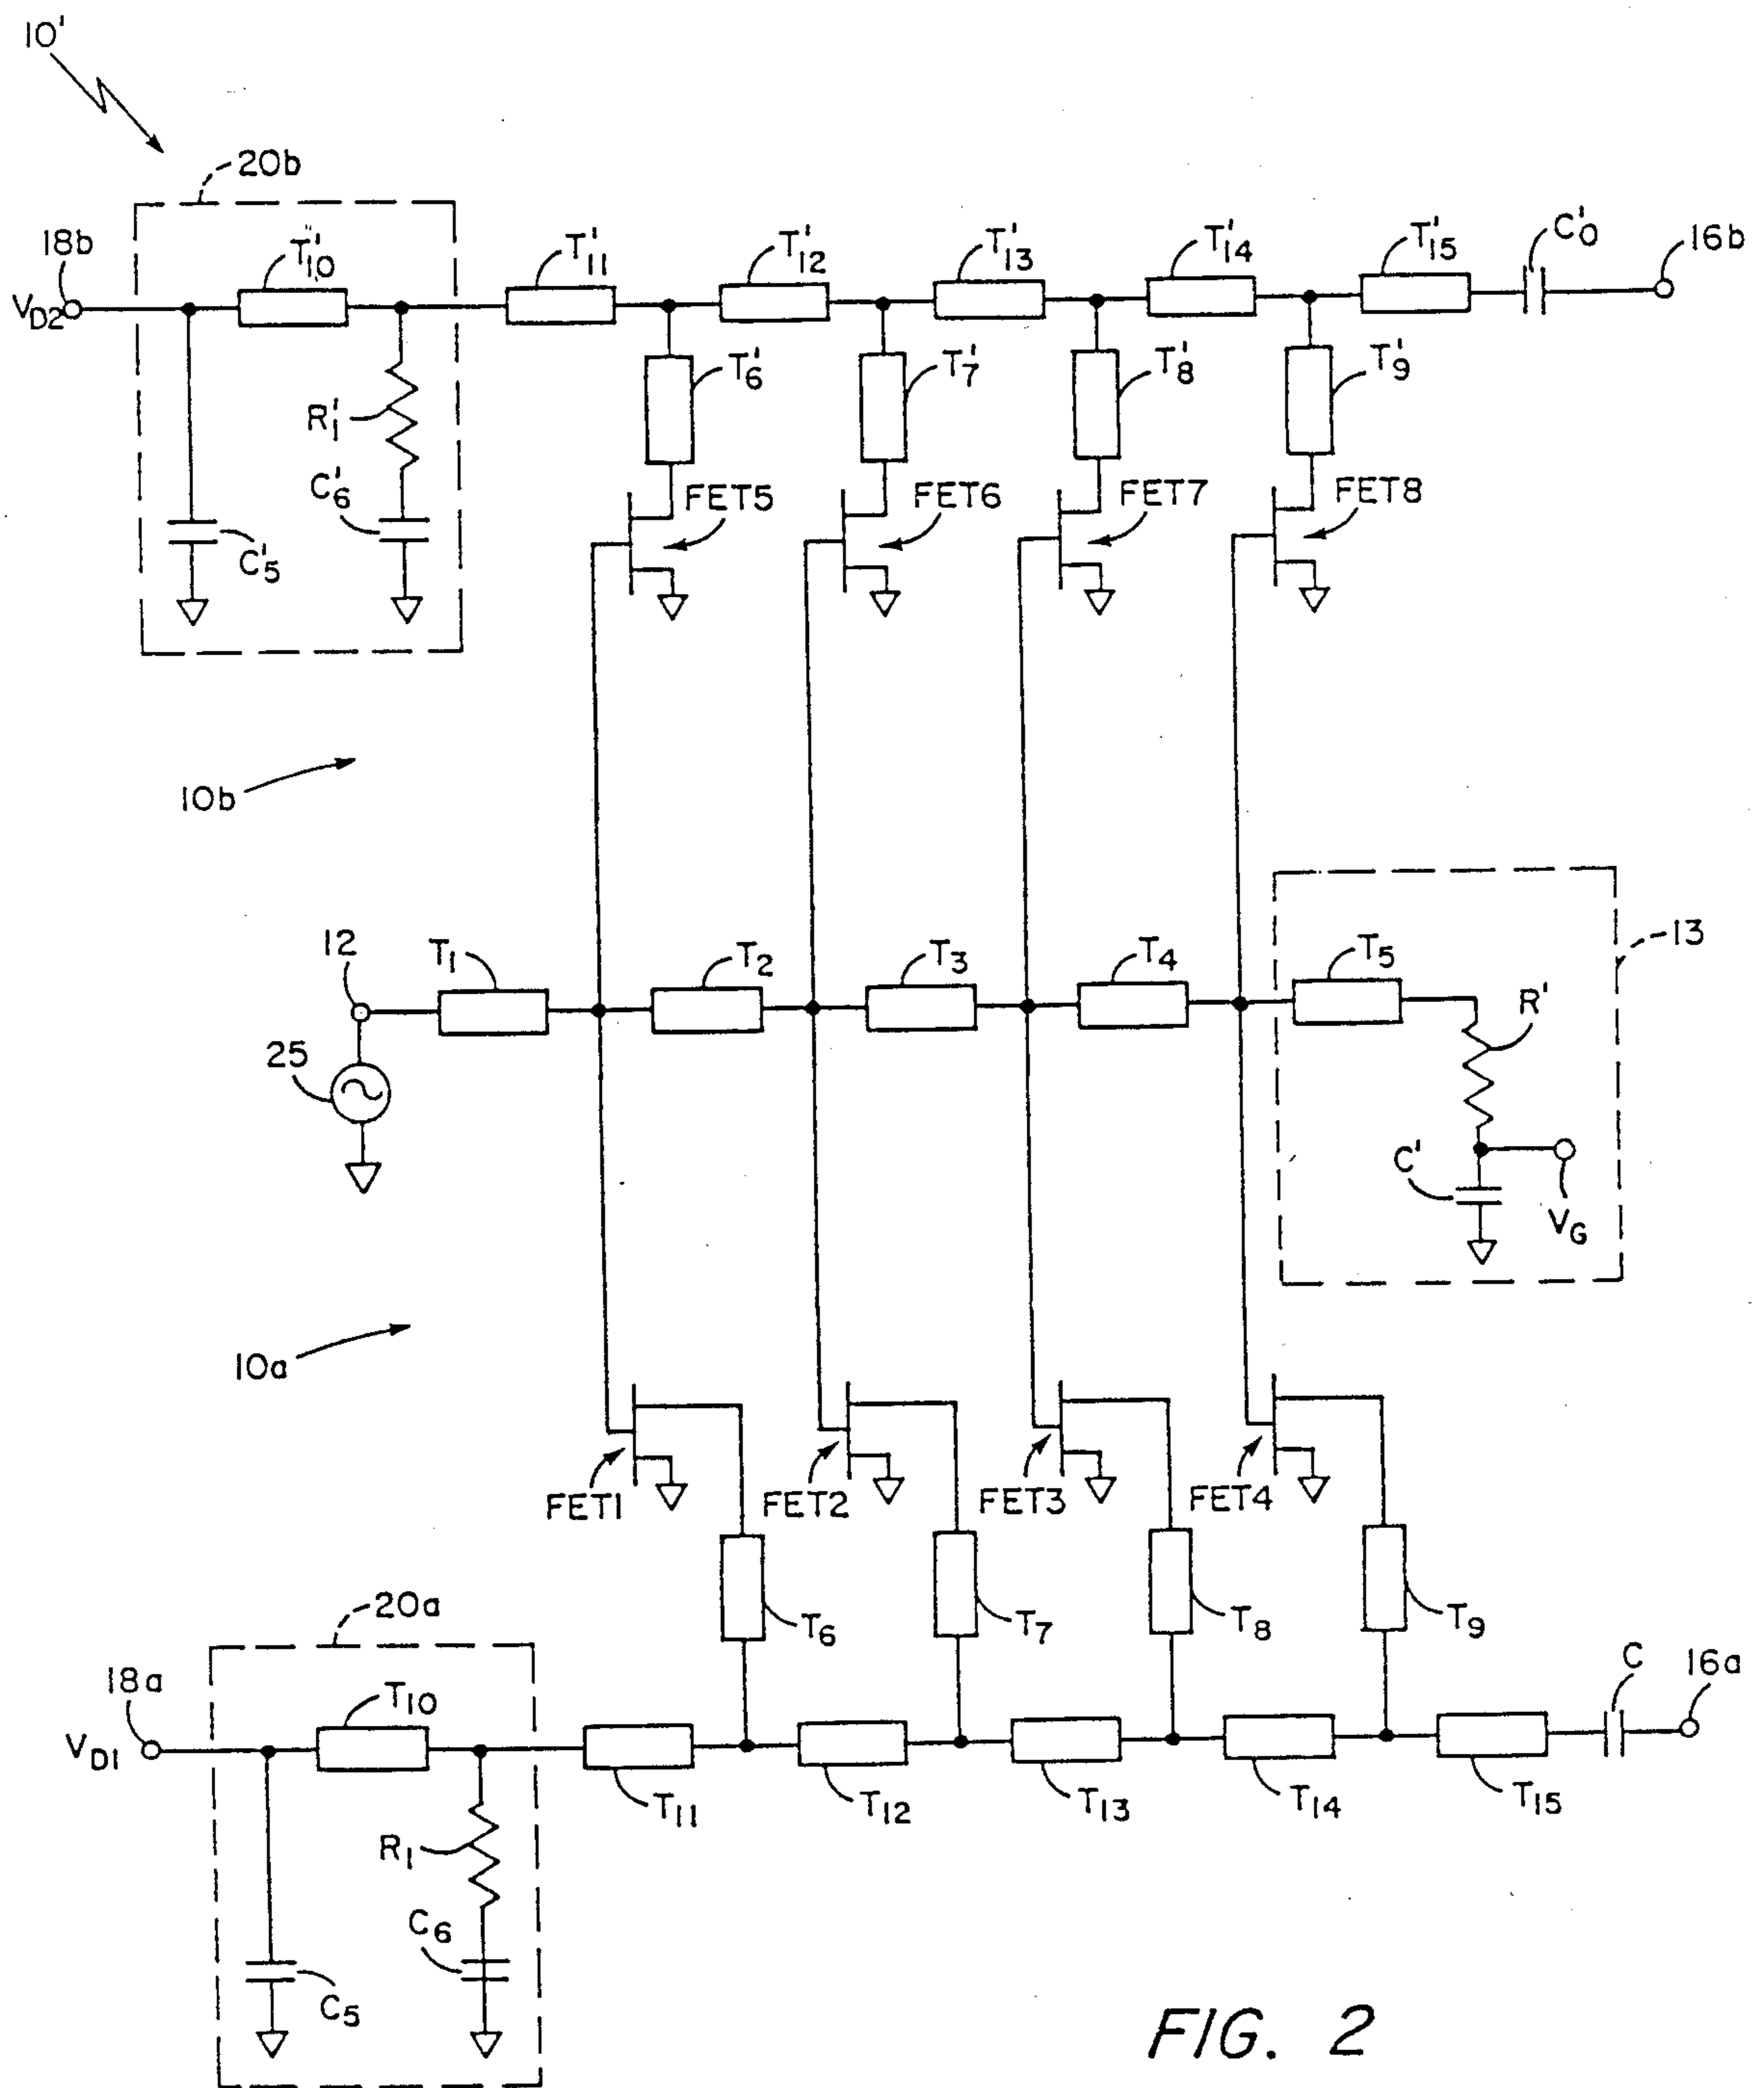 10'
20b
18b
T'10
T'11
T'12
T'13
T'14
T'15
C'0
16b
VD2
R'1
T'6
T'7
T'8
T'9
C'6
C'5
FET5
FET6
FET7
FET8
10b
12
T1
T2
T3
T4
T5
13
25
R'
C'
VG
10a
FET1
FET2
FET3
FET4
20a
T6
T7
T8
T9
18a
T10
C
16a
VD1
T11
T12
T13
T14
T15
R1
C6
C5
FIG. 2